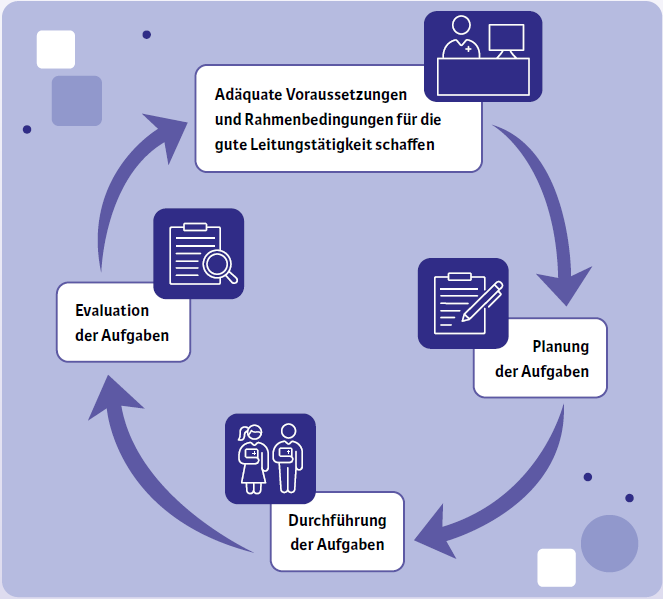 Adäquate Voraussetzungen
und Rahmenbedingungen für die
gute Leitungstätigkeit schaffen
Planung
der Aufgaben
Durchführung
der Aufgaben
Evaluation
der Aufgaben